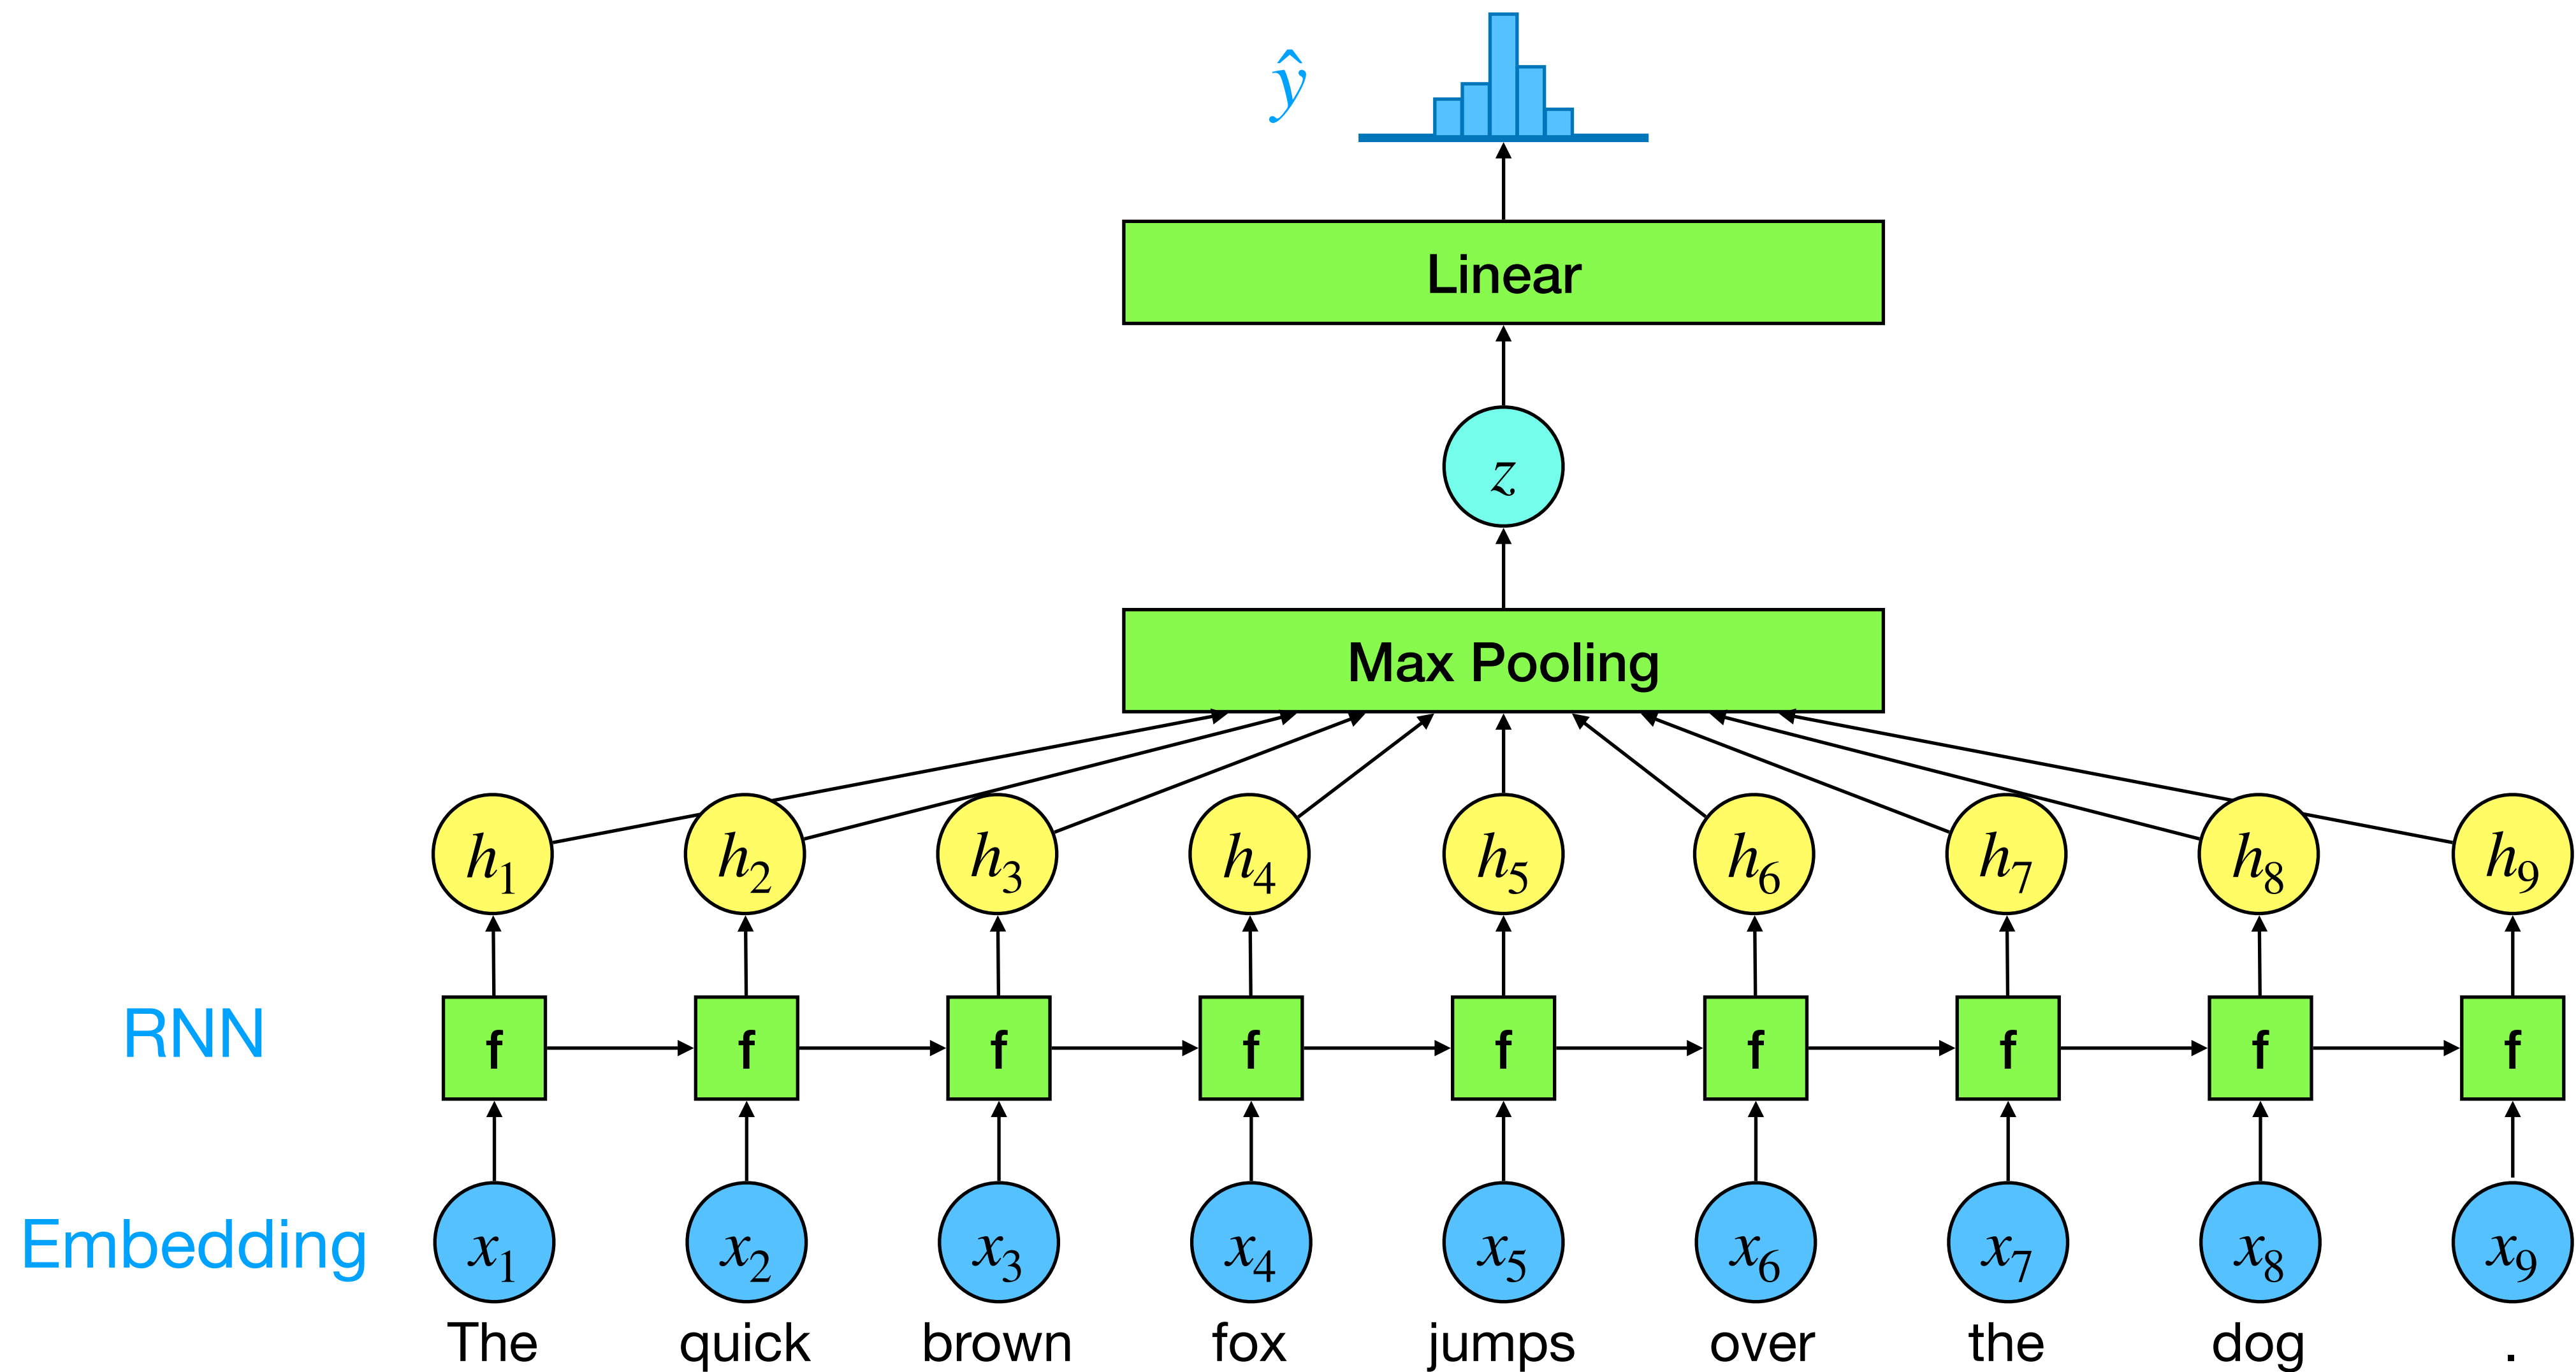 ŷ
Linear
z
Max Pooling
h₁ h₂ h₃ h₄ h₅ h₆ h₇ h₈ h₉
RNN f f f f f f f f f
Embedding x₁ x₂ x₃ x₄ x₅ x₆ x₇ x₈ x₉
The quick brown fox jumps over the dog .